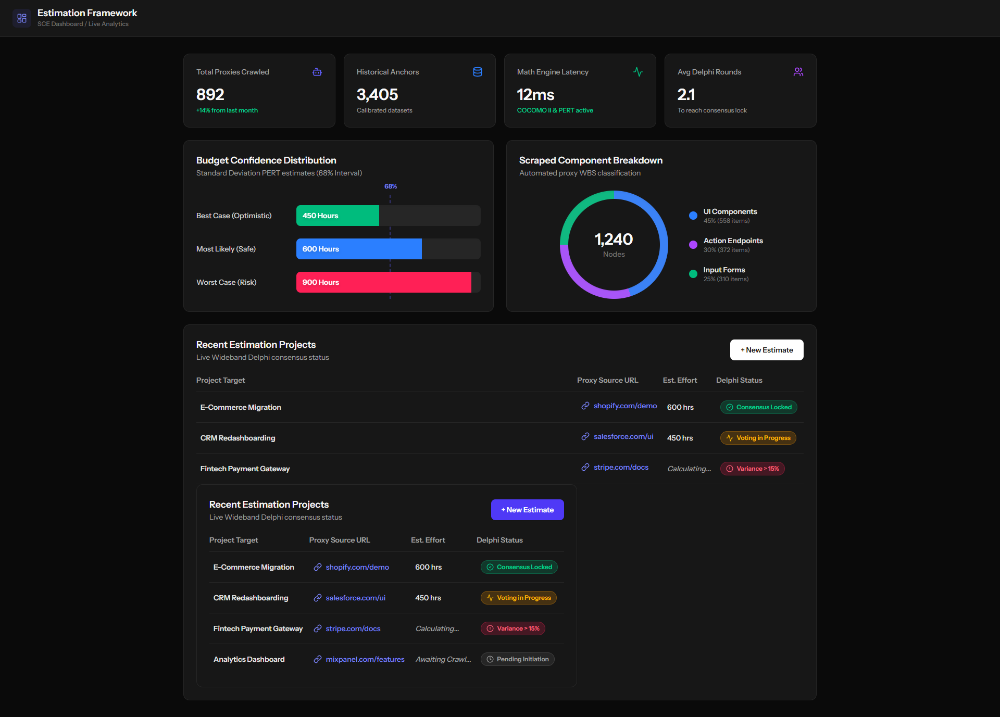 Estimation Framework
SCE Dashboard / Live Analytics
Total Proxies Crawled
892
+14% from last month
Historical Anchors
3,405
Calibrated datasets
Math Engine Latency
12ms
COCOMO II & PERT active
Avg Delphi Rounds
2.1
To reach consensus lock
Budget Confidence Distribution
Standard Deviation PERT estimates (68% Interval)
68%
Best Case (Optimistic)
450 Hours
Most Likely (Safe)
600 Hours
Worst Case (Risk)
900 Hours
Scraped Component Breakdown
Automated proxy WBS classification
1,240
Nodes
UI Components
45% (558 items)
Action Endpoints
30% (372 items)
Input Forms
25% (310 items)
Recent Estimation Projects
Live Wideband Delphi consensus status
+ New Estimate
Project Target Proxy Source URL Est. Effort Delphi Status
E-Commerce Migration shopify.com/demo 600 hrs Consensus Locked
CRM Redashboarding salesforce.com/ui 450 hrs Voting in Progress
Fintech Payment Gateway stripe.com/docs Calculating... Variance > 15%
Recent Estimation Projects
Live Wideband Delphi consensus status
+ New Estimate
Project Target Proxy Source URL Est. Effort Delphi Status
E-Commerce Migration shopify.com/demo 600 hrs Consensus Locked
CRM Redashboarding salesforce.com/ui 450 hrs Voting in Progress
Fintech Payment Gateway stripe.com/docs Calculating... Variance > 15%
Analytics Dashboard mixpanel.com/features Awaiting Crawl... Pending Initiation